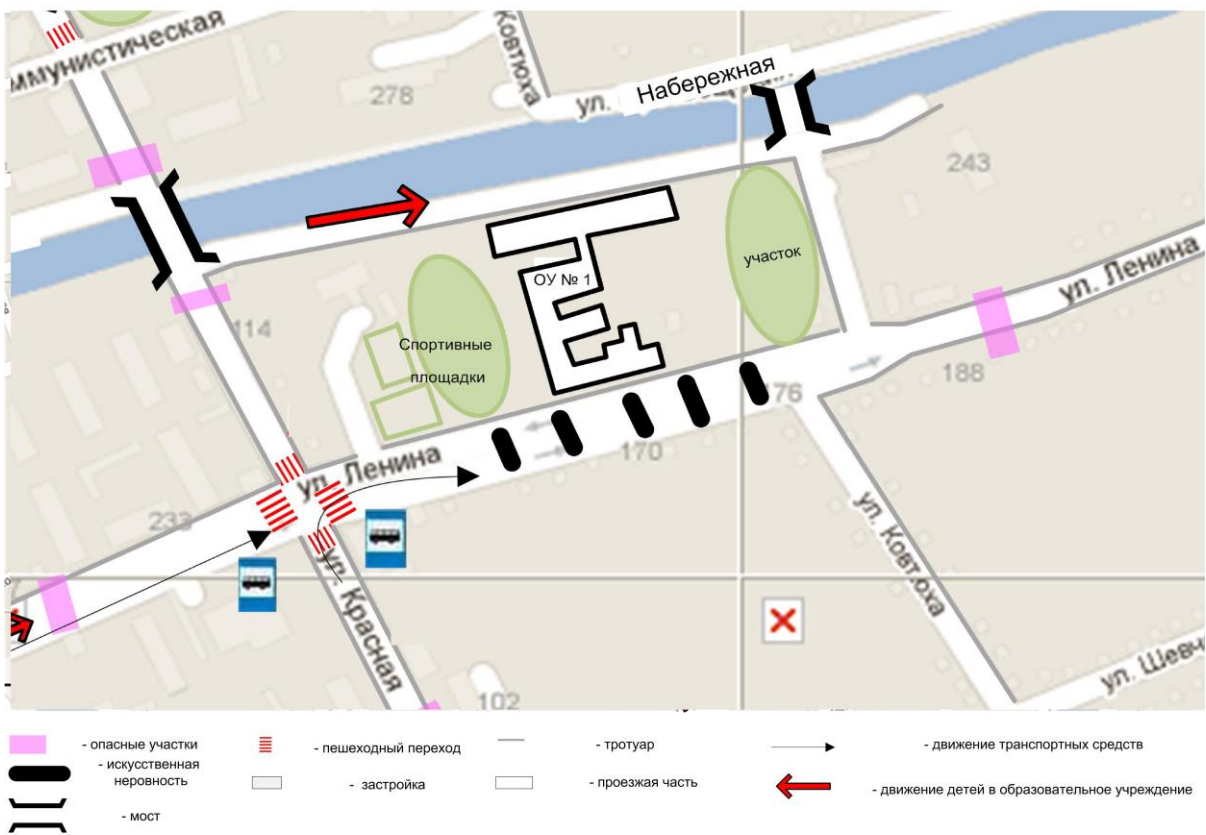 ммунистическая
Ковтюха
278
ул. Набережная
243
ул. Ленина
участок
ОУ № 1
114
Спортивные
площадки
188
176
170
ул. Ленина
233
ул. Ковтюха
ул. Красная
ул. Шевч
102
- опасные участки
- пешеходный переход
- тротуар
- движение транспортных средств
- искусственная
неровность
- застройка
- проезжая часть
- движение детей в образовательное учреждение
- мост